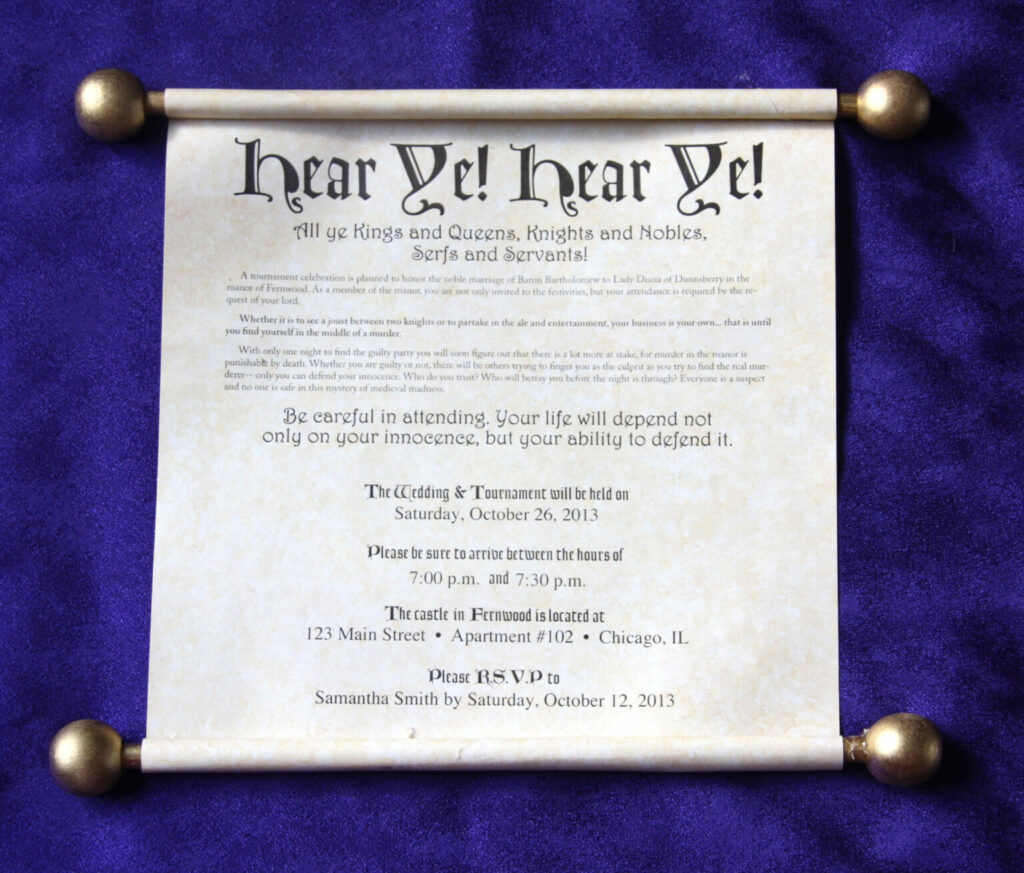 Hear Ye! Hear Ye!
All ye Kings and Queens, Knights and Nobles,
Serfs and Servants!
A tournament celebration is planned to honor the noble marriage of Baron Bartholomew to Lady Diana of Dunnsberry in the
manor of Fernwood. As a member of the manor, you are not only invited to the festivities, but your attendance is required by the re-
quest of your lord.
Whether it is to see a joust between two knights or to partake in the ale and entertainment, your business is your own... that is until
you find yourself in the middle of a murder.
With only one night to find the guilty party you will soon figure out that there is a lot more at stake, for murder in the manor is
punishable by death. Whether you are guilty or not, there will be others trying to finger you as the culprit as you try to find the real mur-
derer-- only you can defend your innocence. Who do you trust? Who will betray you before the night is through? Everyone is a suspect
and no one is safe in this mystery of medieval madness.
Be careful in attending. Your life will depend not
only on your innocence, but your ability to defend it.
The Wedding & Tournament will be held on
Saturday, October 26, 2013
Please be sure to arrive between the hours of
7:00 p.m. and 7:30 p.m.
The castle in Fernwood is located at
123 Main Street • Apartment #102 • Chicago, IL
Please R.S.V.P to
Samantha Smith by Saturday, October 12, 2013